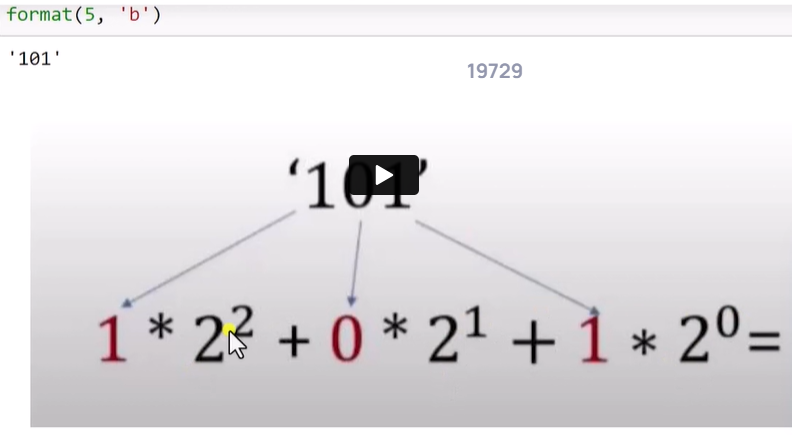 format(5, 'b')
'101'
19729
‘101’
1 * 2² + 0 * 2¹ + 1 * 2⁰=